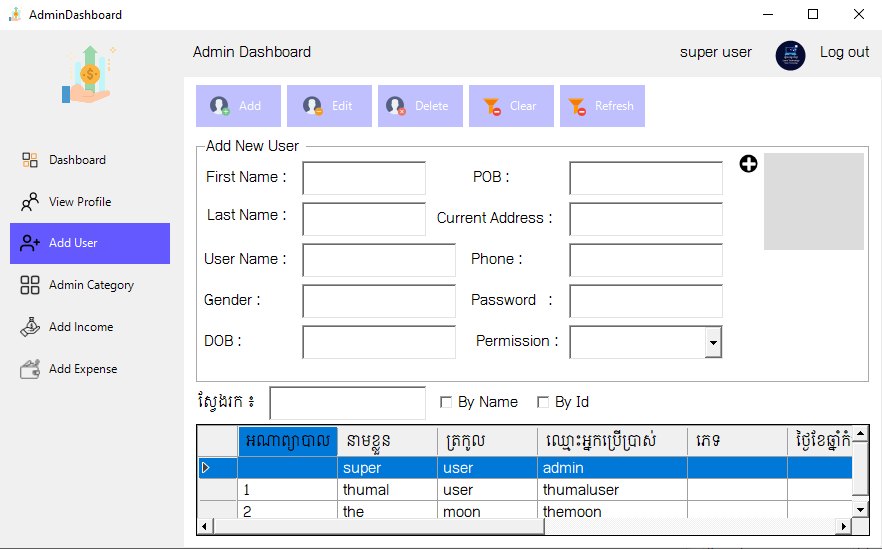 AdminDashboard
Admin Dashboard
super user
Log out
Add
Edit
Delete
Clear
Refresh
Dashboard
View Profile
Add User
Admin Category
Add Income
Add Expense
Add New User
First Name :
POB :
Last Name :
Current Address :
User Name :
Phone :
Gender :
Password :
DOB :
Permission :
ស្វែងរក ៖
By Name
By Id
អណាព្យាបាល នាមខ្លួន ត្រកូល ឈ្មោះអ្នកប្រើប្រាស់ ភេទ ថ្ងៃខែឆ្នាំកំ
super user admin
1 thumal user thumaluser
2 the moon themoon